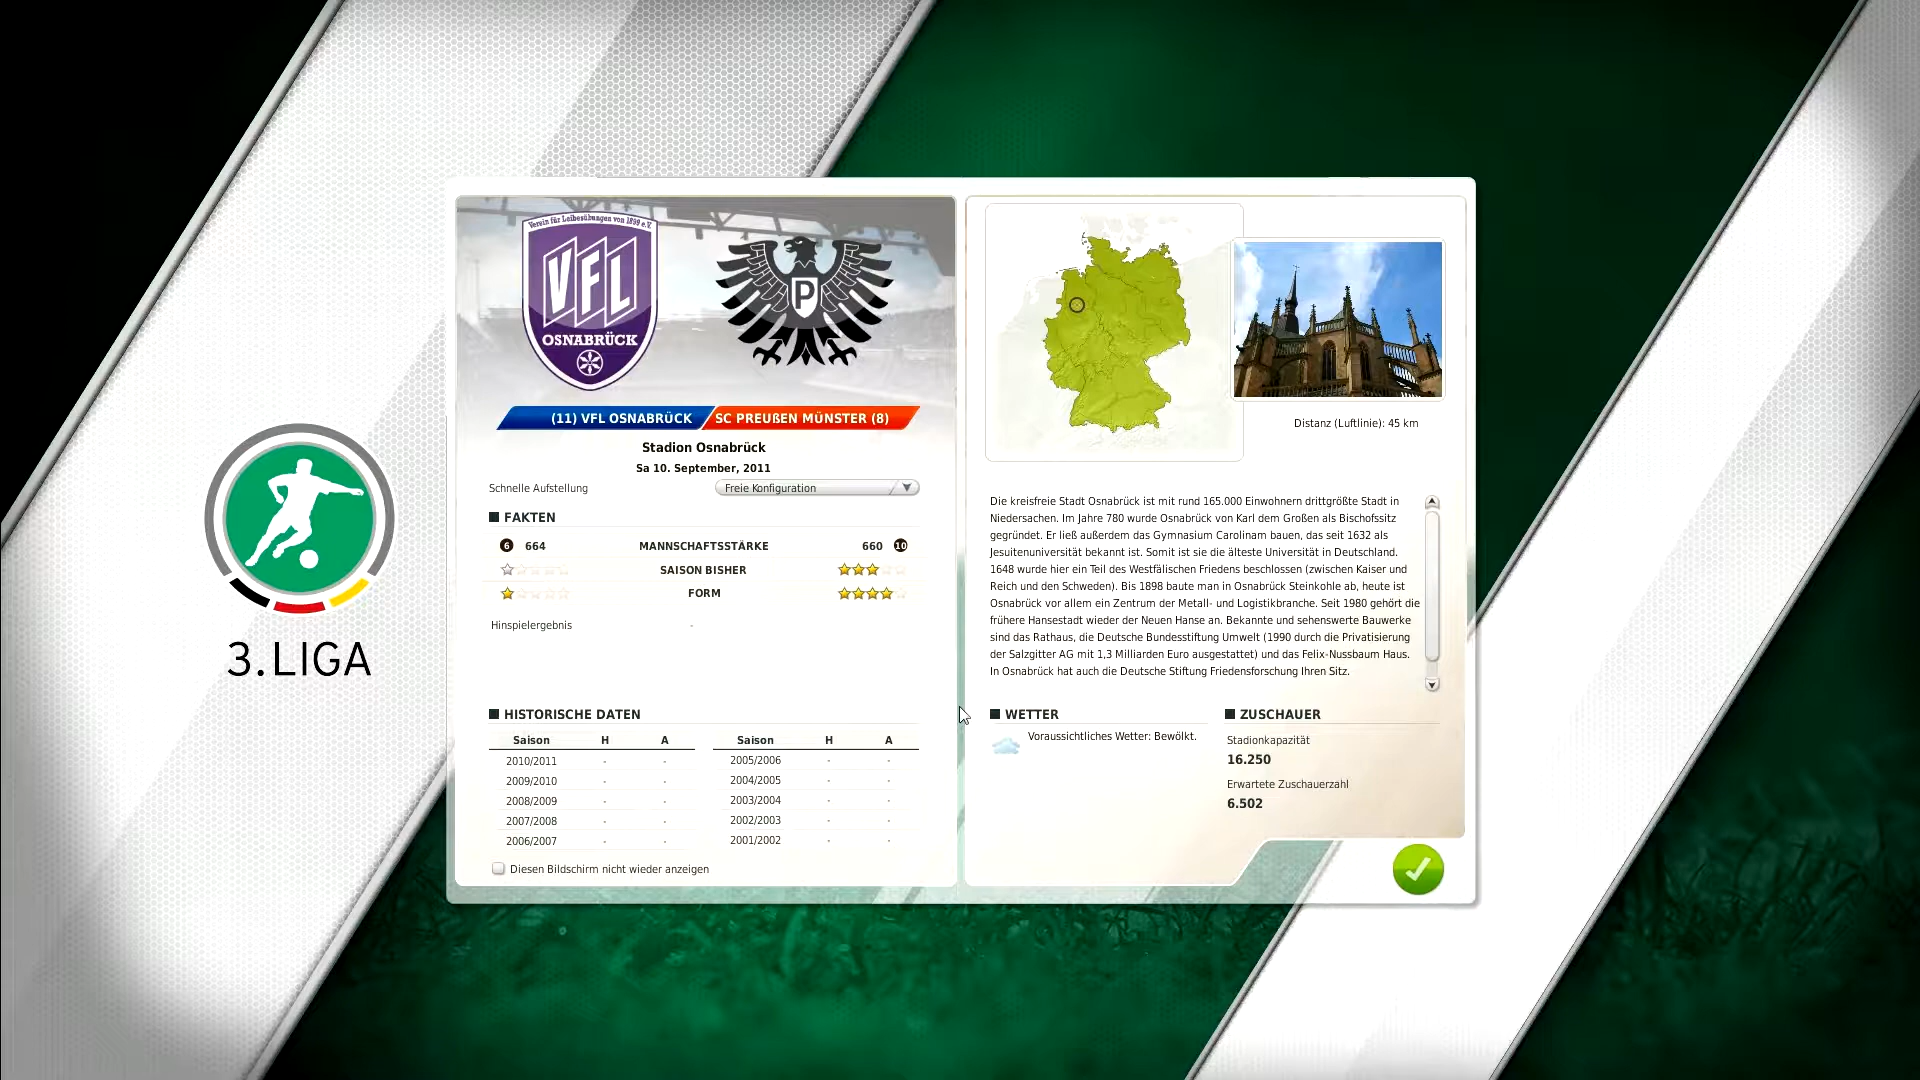 Verein für Leibesübungen von 1899 e.V.
VFL
OSNABRÜCK
P
(11) VFL OSNABRÜCK
SC PREUßEN MÜNSTER (8)
Stadion Osnabrück
Sa 10. September, 2011
Schnelle Aufstellung
Freie Konfiguration
FAKTEN
6 664 MANNSCHAFTSSTÄRKE 660 10
SAISON BISHER
FORM
Hinspielergebnis -
HISTORISCHE DATEN
Saison H A
2010/2011 - -
2009/2010 - -
2008/2009 - -
2007/2008 - -
2006/2007 - -
Saison H A
2005/2006 - -
2004/2005 - -
2003/2004 - -
2002/2003 - -
2001/2002 - -
Diesen Bildschirm nicht wieder anzeigen
3. LIGA
Distanz (Luftlinie): 45 km
Die kreisfreie Stadt Osnabrück ist mit rund 165.000 Einwohnern drittgrößte Stadt in
Niedersachen. Im Jahre 780 wurde Osnabrück von Karl dem Großen als Bischofssitz
gegründet. Er ließ außerdem das Gymnasium Carolinam bauen, das seit 1632 als
Jesuitenuniversität bekannt ist. Somit ist sie die älteste Universität in Deutschland.
1648 wurde hier ein Teil des Westfälischen Friedens beschlossen (zwischen Kaiser und
Reich und den Schweden). Bis 1898 baute man in Osnabrück Steinkohle ab, heute ist
Osnabrück vor allem ein Zentrum der Metall- und Logistikbranche. Seit 1980 gehört die
frühere Hansestadt wieder der Neuen Hanse an. Bekannte und sehenswerte Bauwerke
sind das Rathaus, die Deutsche Bundesstiftung Umwelt (1990 durch die Privatisierung
der Salzgitter AG mit 1,3 Milliarden Euro ausgestattet) und das Felix-Nussbaum Haus.
In Osnabrück hat auch die Deutsche Stiftung Friedensforschung Ihren Sitz.
WETTER
Voraussichtliches Wetter: Bewölkt.
ZUSCHAUER
Stadionkapazität
16.250
Erwartete Zuschauerzahl
6.502